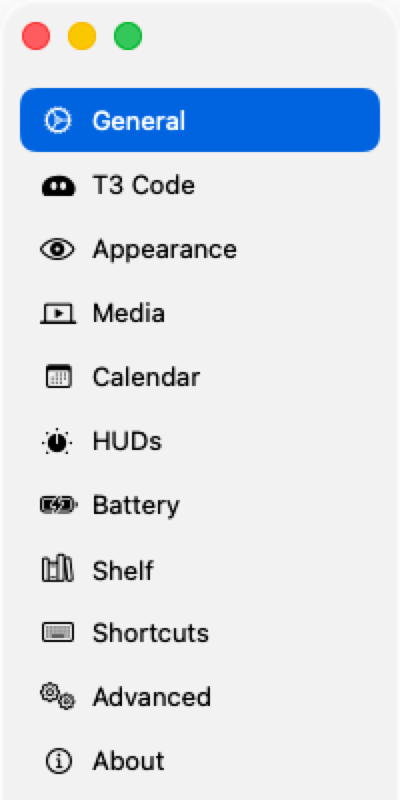 General
T3 Code
Appearance
Media
Calendar
HUDs
Battery
Shelf
Shortcuts
Advanced
About